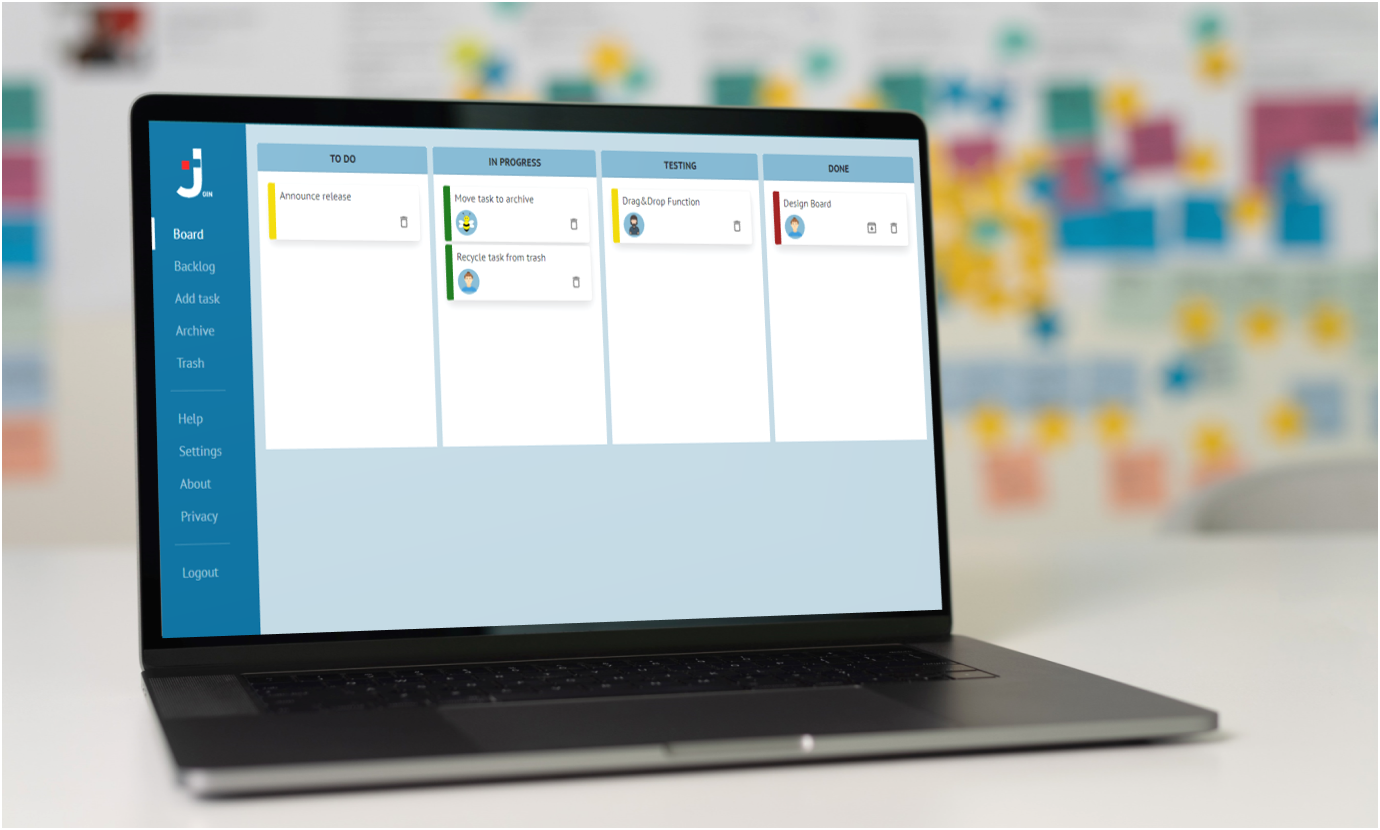 Join
Board
Backlog
Add task
Archive
Trash
Help
Settings
About
Privacy
Logout
TO DO
Announce release
IN PROGRESS
Move task to archive
Recycle task from trash
TESTING
Drag&Drop Function
DONE
Design Board